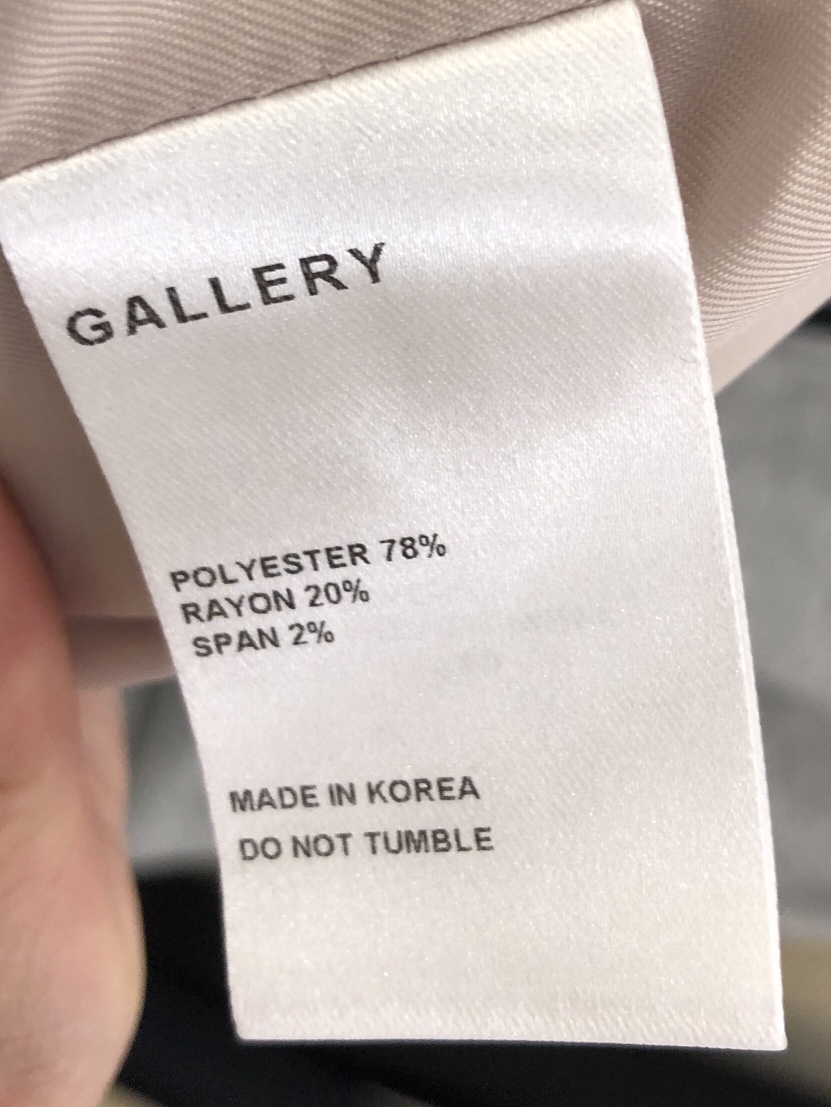 GALLERY
POLYESTER 78%
RAYON 20%
SPAN 2%
MADE IN KOREA
DO NOT TUMBLE